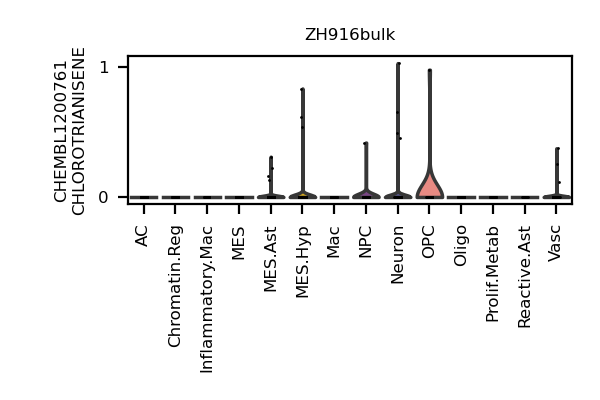 ZH916bulk
CHEMBL1200761
CHLOROTRIANISENE
1
0
AC
Chromatin.Reg
Inflammatory.Mac
MES
MES.Ast
MES.Hyp
Mac
NPC
Neuron
OPC
Oligo
Prolif.Metab
Reactive.Ast
Vasc